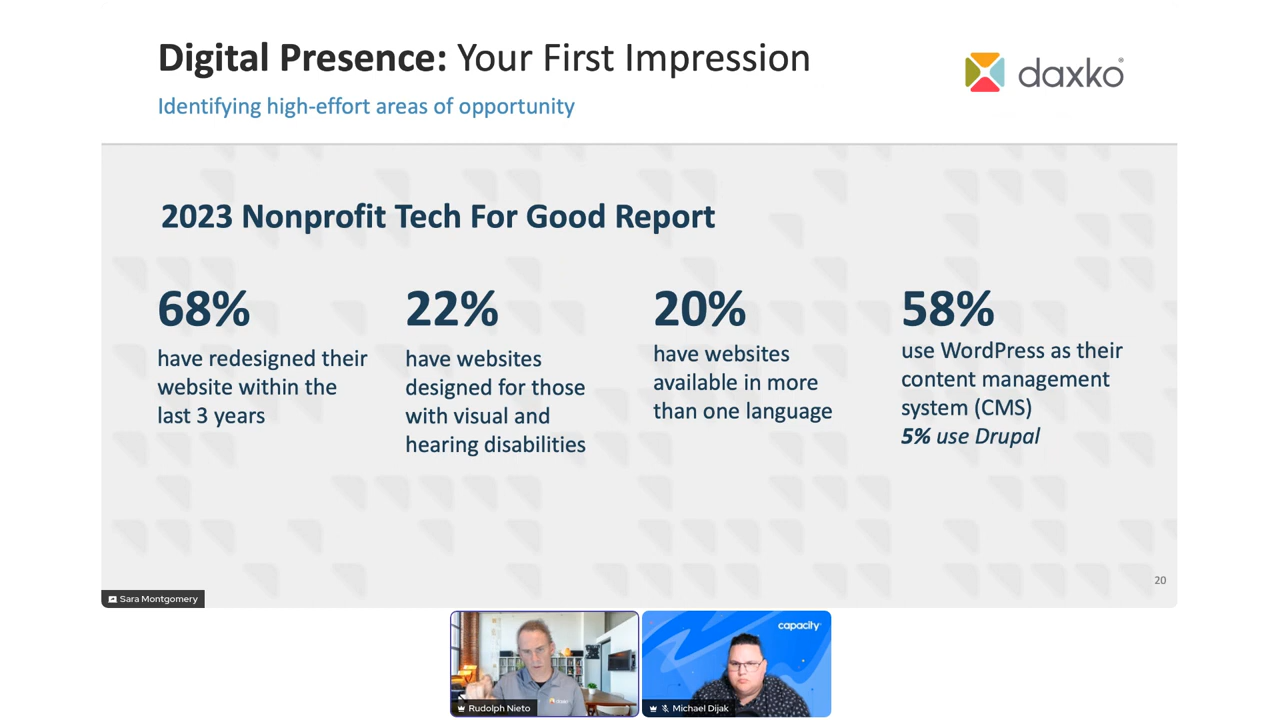 Digital Presence: Your First Impression
daxko
Identifying high-effort areas of opportunity
2023 Nonprofit Tech For Good Report
68%
have redesigned their
website within the
last 3 years
22%
have websites
designed for those
with visual and
hearing disabilities
20%
have websites
available in more
than one language
58%
use WordPress as their
content management
system (CMS)
5% use Drupal
20
Sara Montgomery
capacity
Rudolph Nieto
Michael Dijak